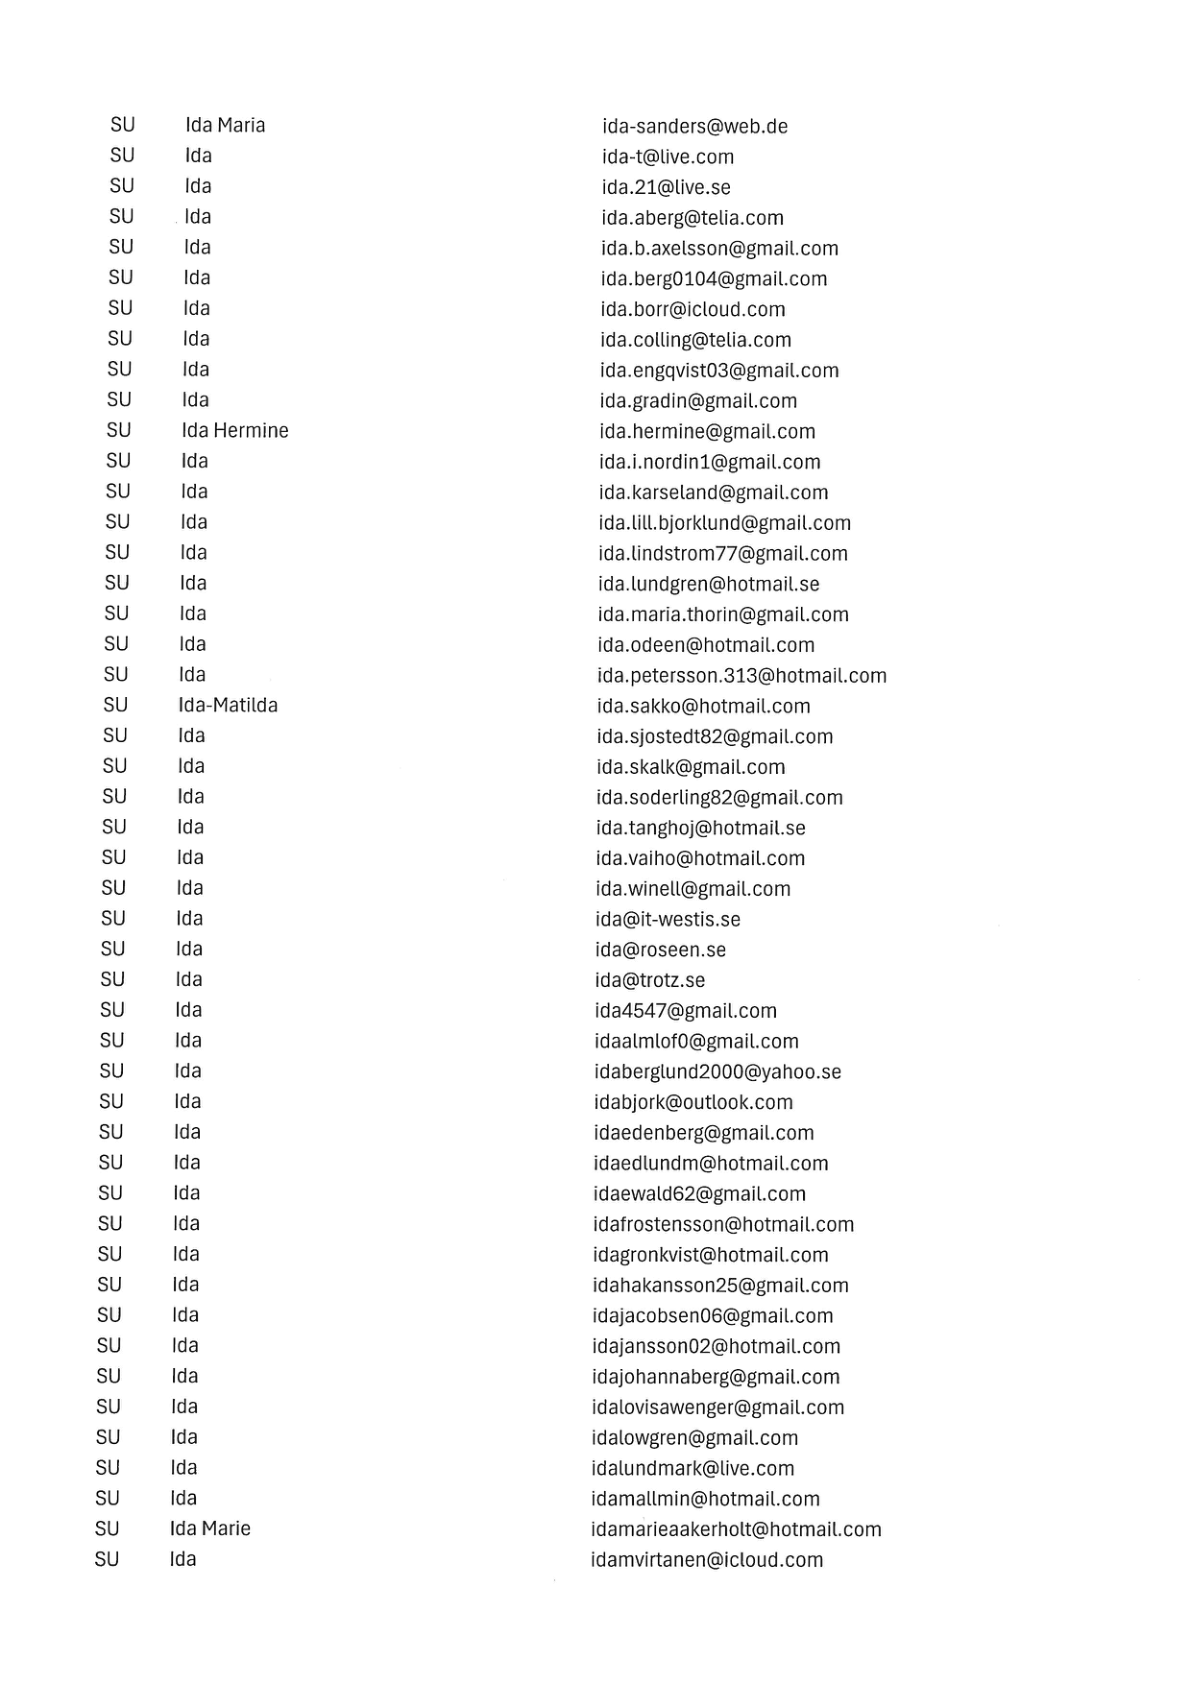 SU Ida Maria ida-sanders@web.de
SU Ida ida-t@live.com
SU Ida ida.21@live.se
SU Ida ida.aberg@telia.com
SU Ida ida.b.axelsson@gmail.com
SU Ida ida.berg0104@gmail.com
SU Ida ida.borr@icloud.com
SU Ida ida.colling@telia.com
SU Ida ida.engqvist03@gmail.com
SU Ida ida.gradin@gmail.com
SU Ida Hermine ida.hermine@gmail.com
SU Ida ida.i.nordin1@gmail.com
SU Ida ida.karseland@gmail.com
SU Ida ida.lill.bjorklund@gmail.com
SU Ida ida.lindstrom77@gmail.com
SU Ida ida.lundgren@hotmail.se
SU Ida ida.maria.thorin@gmail.com
SU Ida ida.odeen@hotmail.com
SU Ida ida.petersson.313@hotmail.com
SU Ida-Matilda ida.sakko@hotmail.com
SU Ida ida.sjostedt82@gmail.com
SU Ida ida.skalk@gmail.com
SU Ida ida.soderling82@gmail.com
SU Ida ida.tanghoj@hotmail.se
SU Ida ida.vaiho@hotmail.com
SU Ida ida.winell@gmail.com
SU Ida ida@it-westis.se
SU Ida ida@roseen.se
SU Ida ida@trotz.se
SU Ida ida4547@gmail.com
SU Ida idaalmlof0@gmail.com
SU Ida idaberglund2000@yahoo.se
SU Ida idabjork@outlook.com
SU Ida idaedenberg@gmail.com
SU Ida idaedlundm@hotmail.com
SU Ida idaewald62@gmail.com
SU Ida idafrostensson@hotmail.com
SU Ida idagronkvist@hotmail.com
SU Ida idahakansson25@gmail.com
SU Ida idajacobsen06@gmail.com
SU Ida idajansson02@hotmail.com
SU Ida idajohannaberg@gmail.com
SU Ida idalovisawenger@gmail.com
SU Ida idalowgren@gmail.com
SU Ida idalundmark@live.com
SU Ida idamallmin@hotmail.com
SU Ida Marie idamarieaakerholt@hotmail.com
SU Ida idamvirtanen@icloud.com